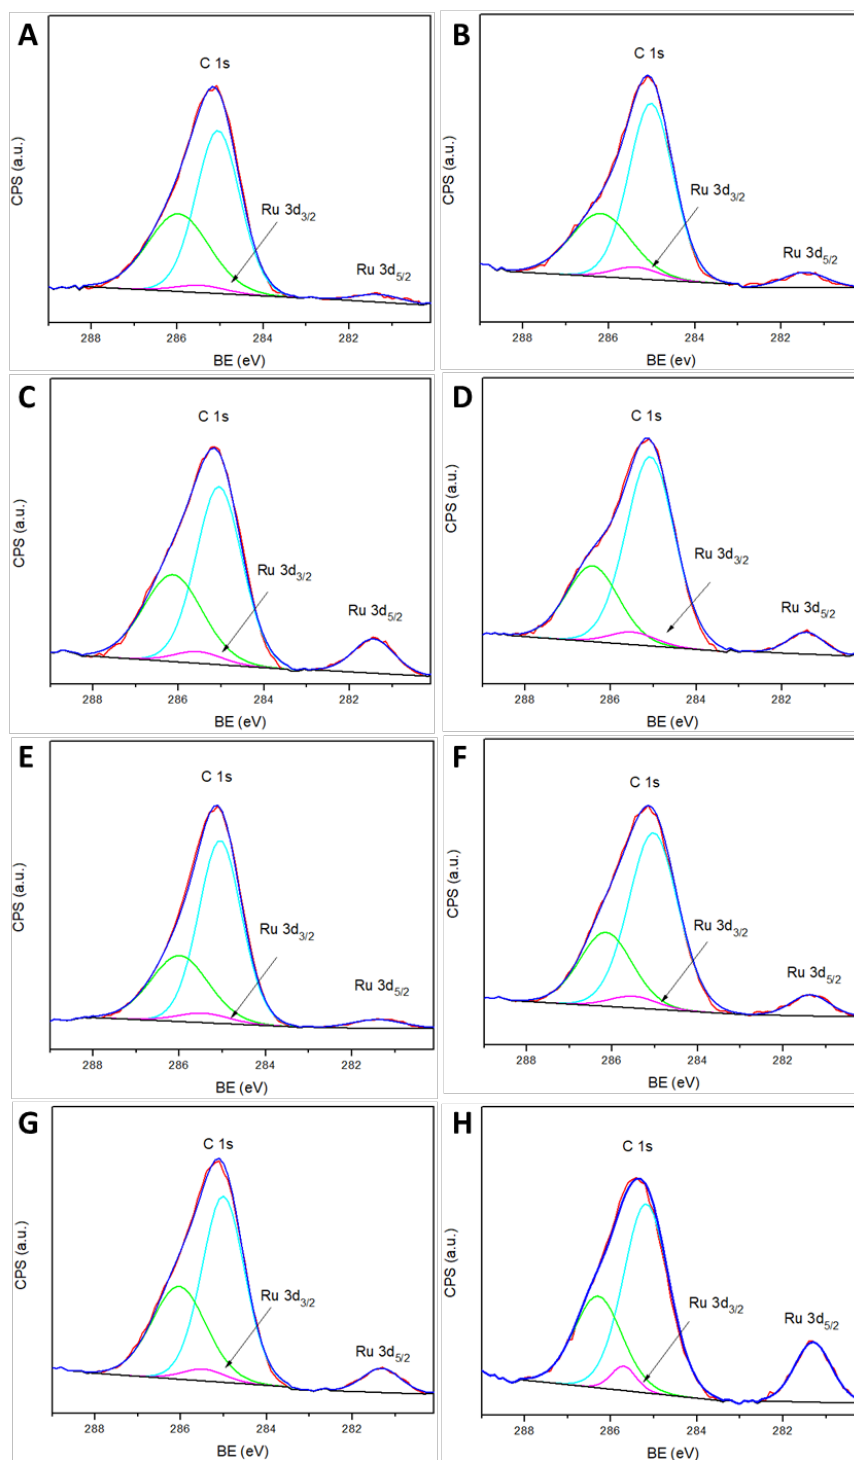 A
C 1s
Ru 3d3/2
Ru 3d5/2
CPS (a.u.)
288 286 284 282
BE (eV)
B
C 1s
Ru 3d3/2
Ru 3d5/2
CPS (a.u.)
288 286 284 282
BE (ev)
C
C 1s
Ru 3d3/2
Ru 3d5/2
CPS (a.u.)
288 286 284 282
BE (eV)
D
C 1s
Ru 3d3/2
Ru 3d5/2
CPS (a.u.)
288 286 284 282
BE (eV)
E
C 1s
Ru 3d3/2
Ru 3d5/2
CPS (a.u.)
288 286 284 282
BE (eV)
F
C 1s
Ru 3d3/2
Ru 3d5/2
CPS (a.u.)
288 286 284 282
BE (eV)
G
C 1s
Ru 3d3/2
Ru 3d5/2
CPS (a.u.)
288 286 284 282
BE (eV)
H
C 1s
Ru 3d3/2
Ru 3d5/2
CPS (a.u.)
288 286 284 282
BE (eV)